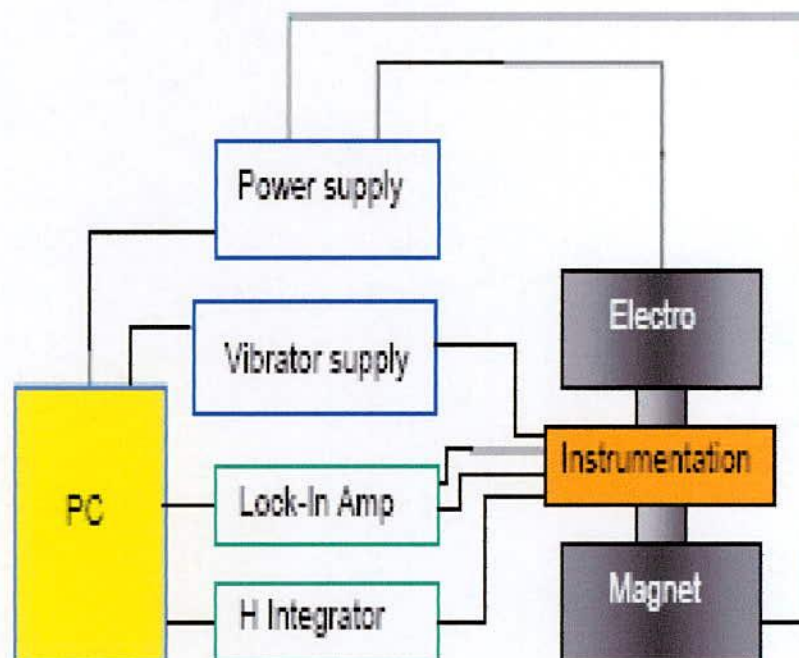 Power supply
Electro
Vibrator supply
Instrumentation
PC
Lock-In Amp
Magnet
H Integrator